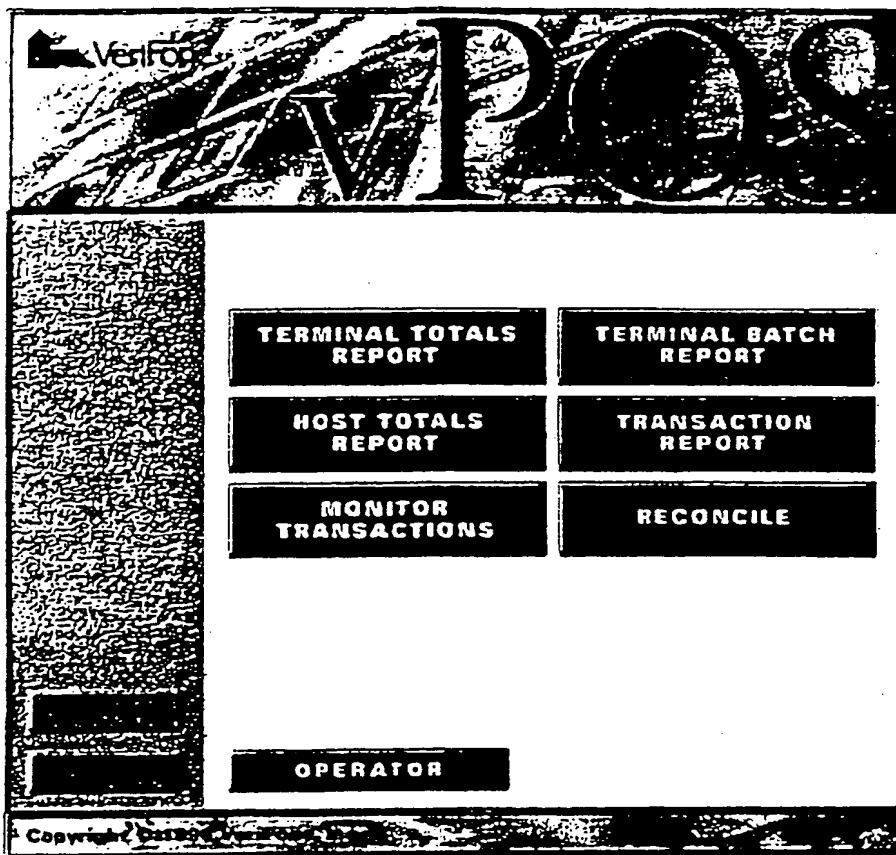 VeriFone
vPOS
TERMINAL TOTALS
REPORT
TERMINAL BATCH
REPORT
HOST TOTALS
REPORT
TRANSACTION
REPORT
MONITOR
TRANSACTIONS
RECONCILE
OPERATOR
Copyright